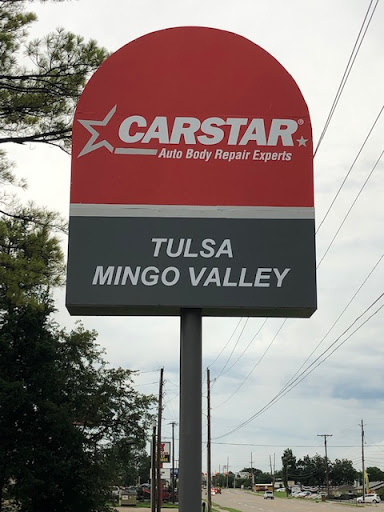 CARSTAR®
Auto Body Repair Experts
TULSA
MINGO VALLEY